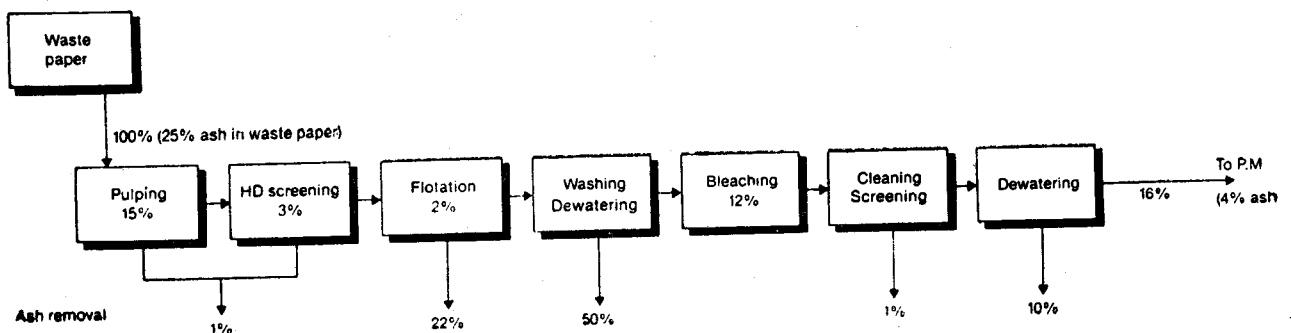 Waste
paper
100% (25% ash in waste paper)
Pulping
15%
HD screening
3%
Flotation
2%
Washing
Dewatering
Bleaching
12%
Cleaning
Screening
Dewatering
16%
To P.M
(4% ash
Ash removal
1%
22%
50%
1%
10%